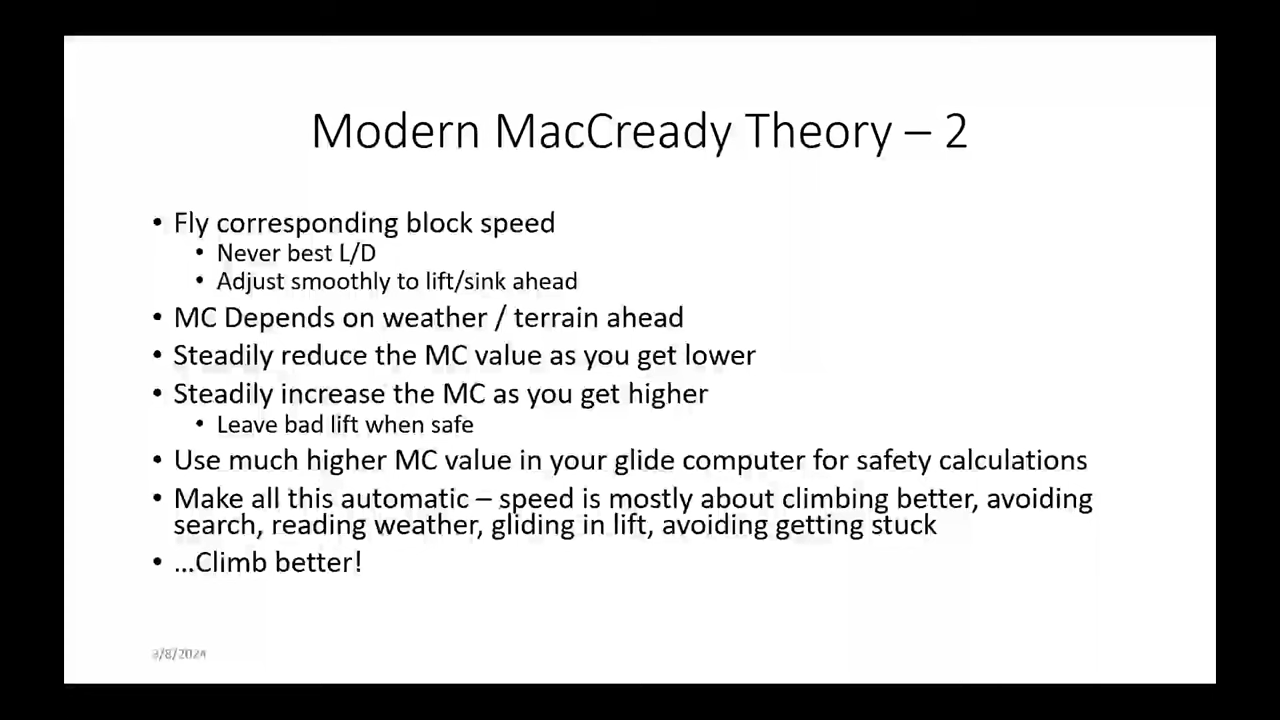 Modern MacCready Theory – 2
• Fly corresponding block speed
• Never best L/D
• Adjust smoothly to lift/sink ahead
• MC Depends on weather / terrain ahead
• Steadily reduce the MC value as you get lower
• Steadily increase the MC as you get higher
• Leave bad lift when safe
• Use much higher MC value in your glide computer for safety calculations
• Make all this automatic – speed is mostly about climbing better, avoiding
search, reading weather, gliding in lift, avoiding getting stuck
• …Climb better!